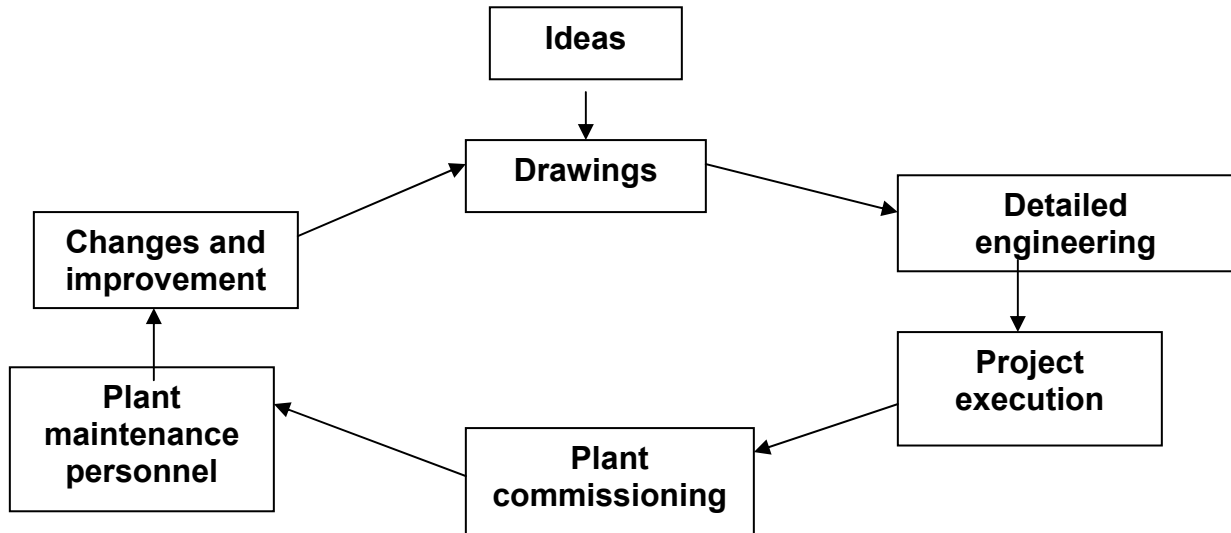 Ideas
Drawings
Detailed
engineering
Project
execution
Plant
commissioning
Plant
maintenance
personnel
Changes and
improvement